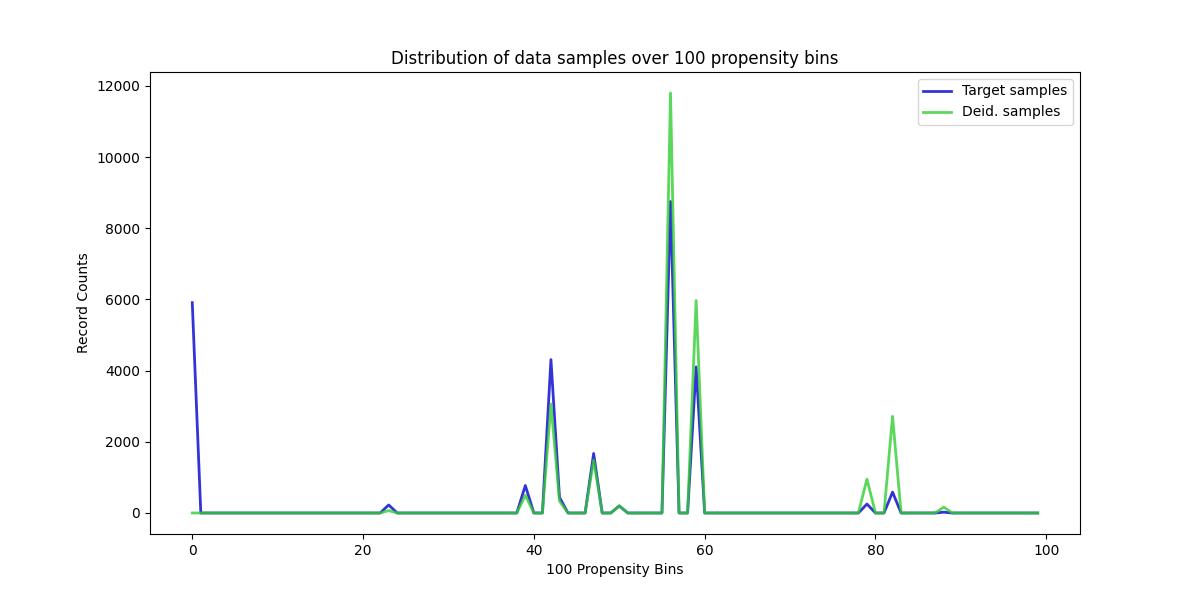 Distribution of data samples over 100 propensity bins
Target samples
Deid. samples
12000
10000
8000
6000
4000
2000
0
Record Counts
0 20 40 60 80 100
100 Propensity Bins